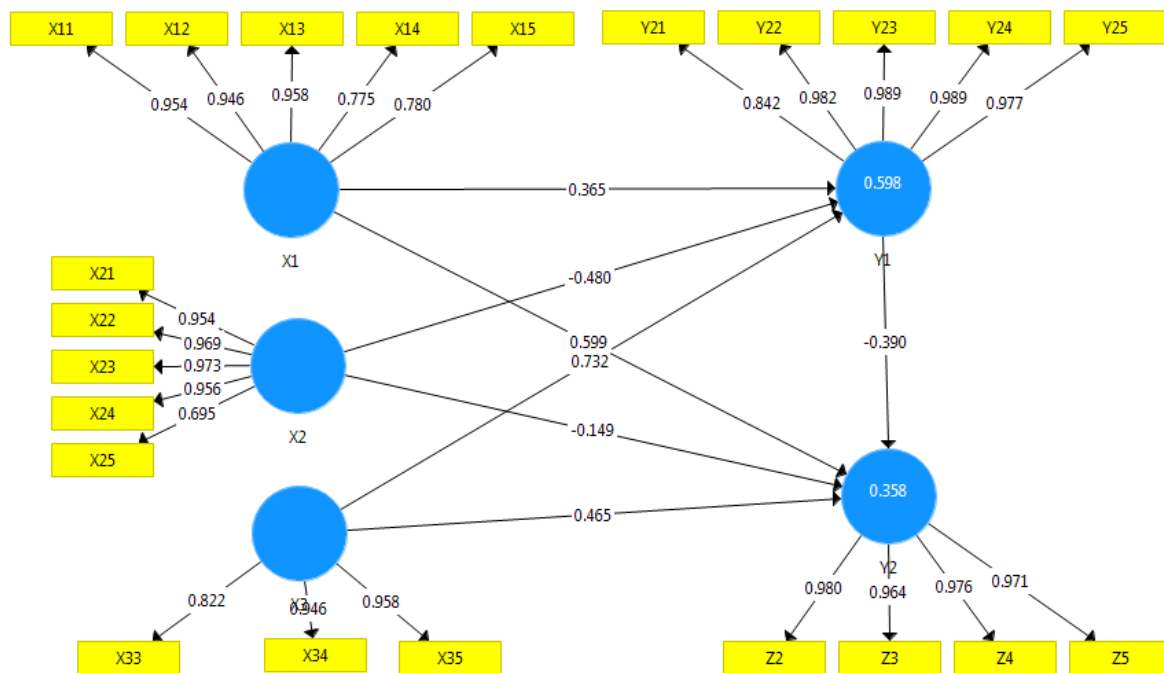 X11 X12 X13 X14 X15
Y21 Y22 Y23 Y24 Y25
0.954 0.946 0.958 0.775 0.780
0.842 0.982 0.989 0.989 0.977
0.365
0.598
X1
Y1
X21
X22
X23
X24
X25
0.954
0.969
0.973
0.956
0.695
X2
-0.480
0.599
0.732
-0.390
-0.149
0.465
0.358
X3
Y2
0.822 0.946 0.958
0.980 0.964 0.976 0.971
X33 X34 X35
Z2 Z3 Z4 Z5